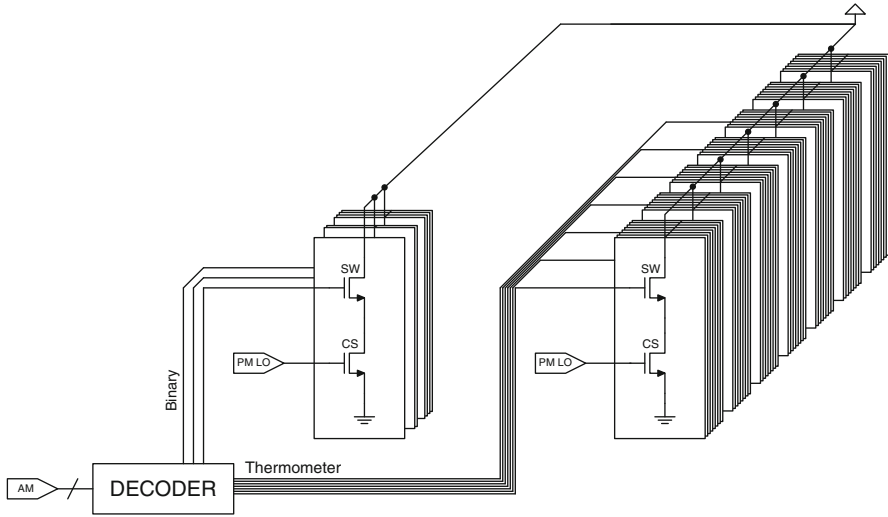 SW
CS
PM LO
SW
CS
PM LO
Binary
Thermometer
AM
DECODER